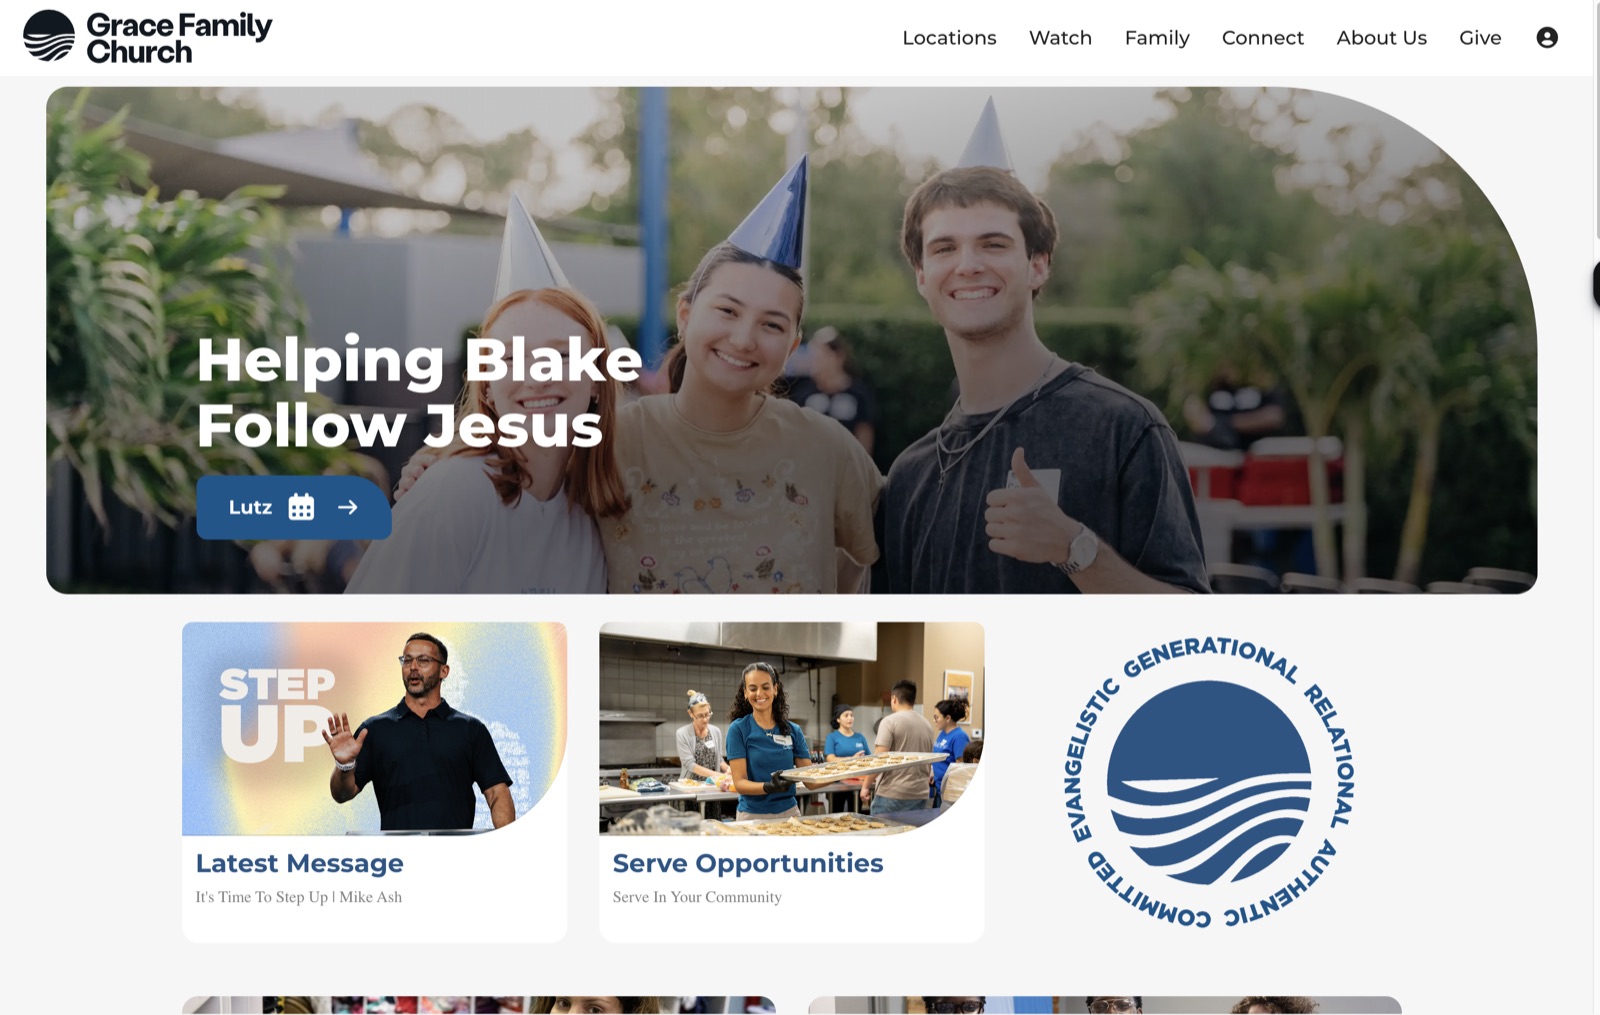 Grace Family
Church
Locations
Watch
Family
Connect
About Us
Give
Helping Blake
Follow Jesus
Lutz
STEP
UP
Latest Message
It's Time To Step Up | Mike Ash
Serve Opportunities
Serve In Your Community
EVANGELISTIC GENERATIONAL RELATIONAL AUTHENTIC COMMITTED